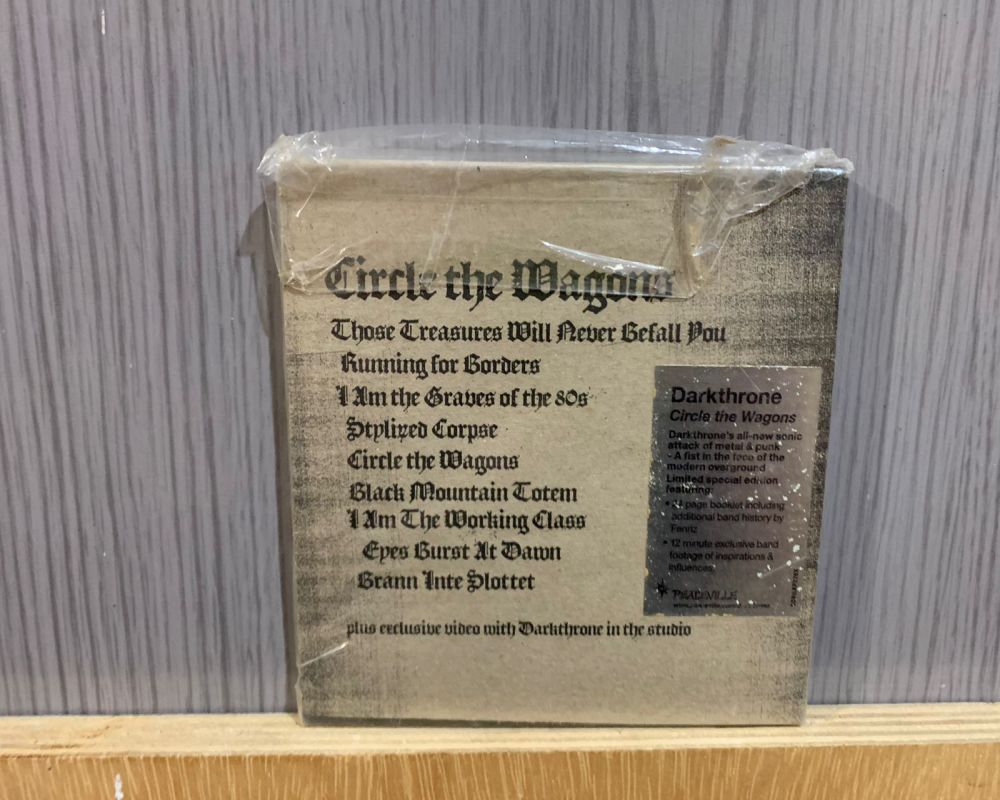 Circle the Wagons
Those Treasures Will Never Befall You
Running for Borders
I Am the Graves of the 80s
Stylized Corpse
Circle the Wagons
Black Mountain Totem
I Am The Working Class
Eyes Burst At Dawn
Brann Inte Slottet
plus exclusive video with Darkthrone in the studio
Darkthrone
Circle the Wagons
Darkthrone's all-new sonic
attack of metal & punk
- A fist in the face of the
modern overground
Limited special edition
featuring:
• page booklet including
additional band history by
Fenriz
• 12 minute exclusive band
footage of inspirations &
influences
PEACEVILLE